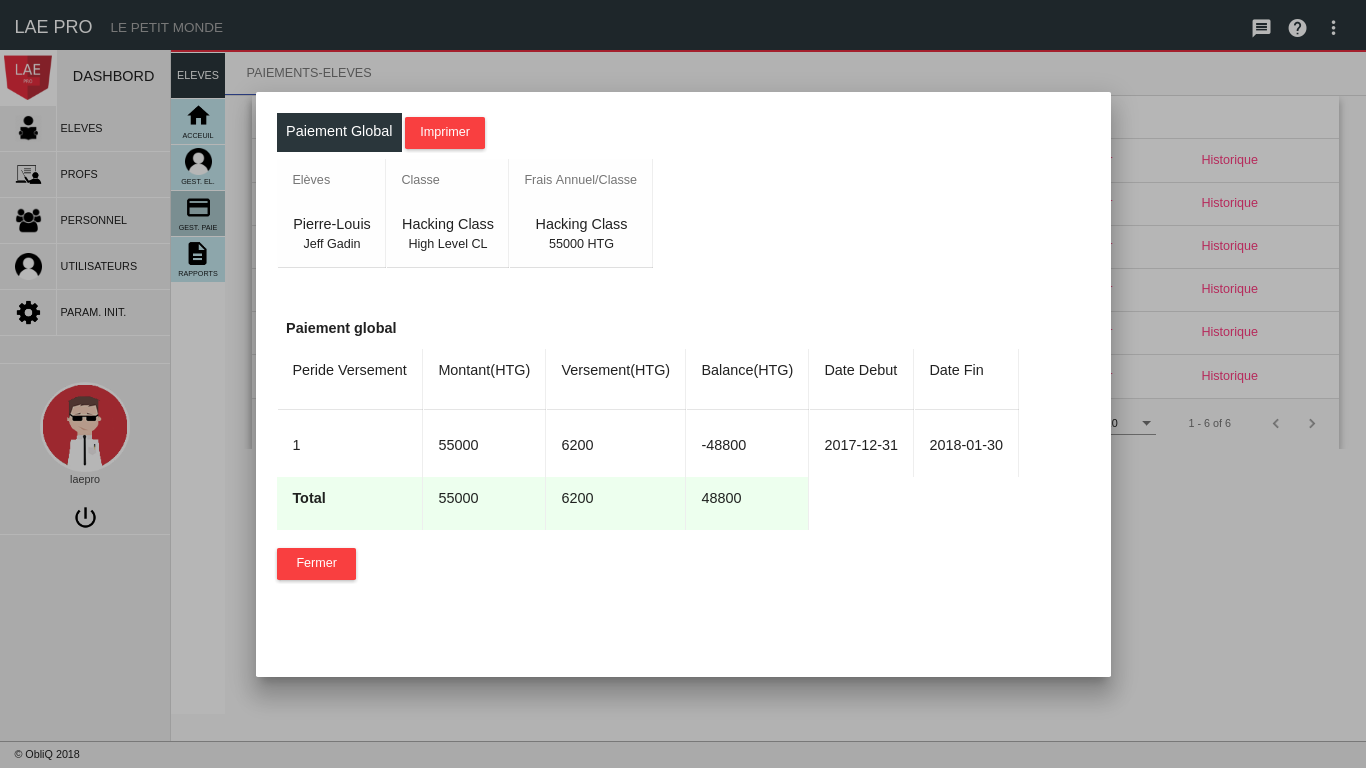 LAE PRO LE PETIT MONDE
LAE
PRO
DASHBORD
ELEVES
PROFS
PERSONNEL
UTILISATEURS
PARAM. INIT.
laepro
ELEVES
ACCEUIL
GEST. EL.
GEST. PAIE
RAPPORTS
PAIEMENTS-ELEVES
Paiement Global Imprimer
Elèves Classe Frais Annuel/Classe
Pierre-Louis Hacking Class Hacking Class
Jeff Gadin High Level CL 55000 HTG
Paiement global
Peride Versement Montant(HTG) Versement(HTG) Balance(HTG) Date Debut Date Fin
1 55000 6200 -48800 2017-12-31 2018-01-30
Total 55000 6200 48800
Fermer
Historique
Historique
Historique
Historique
Historique
Historique
0 1 - 6 of 6
© ObliQ 2018